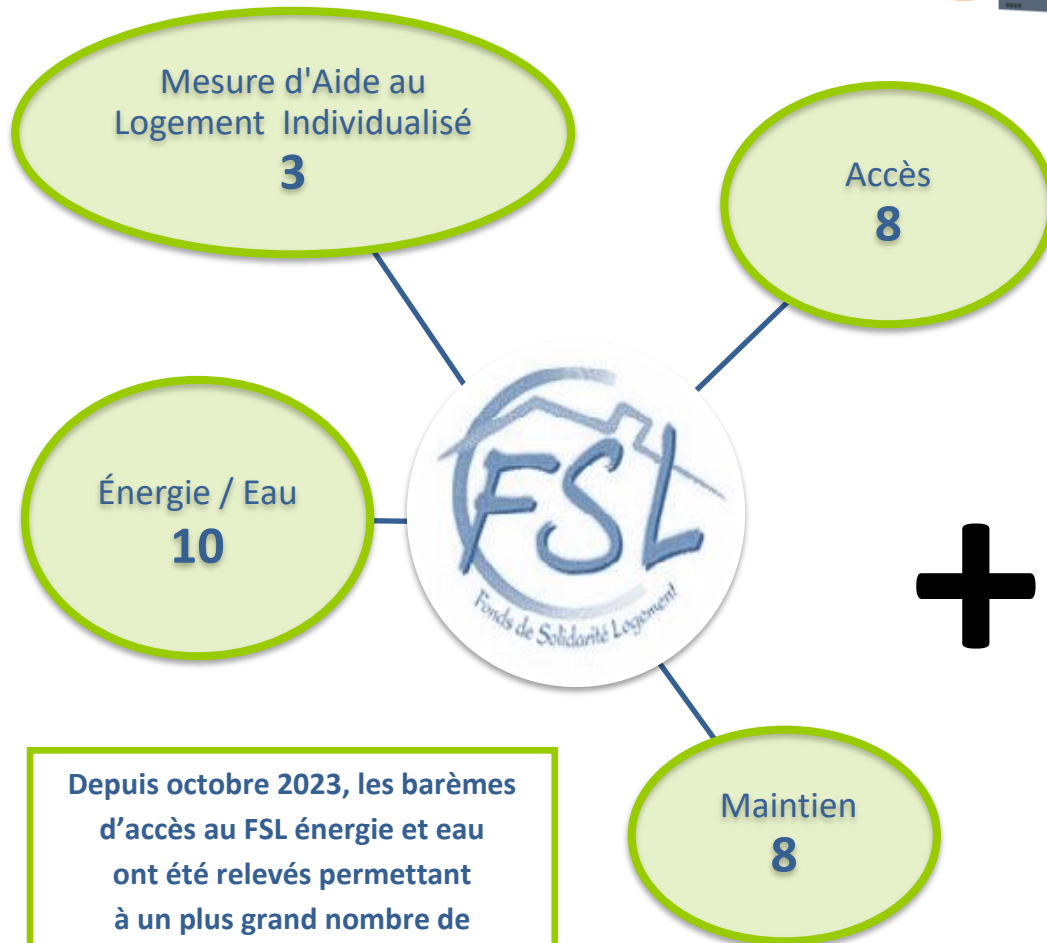 Mesure d'Aide au
Logement Individualisé
3
Accès
8
Énergie / Eau
10
FSL
Fonds de Solidarité Logement
Maintien
8
Depuis octobre 2023, les barèmes
d'accès au FSL énergie et eau
ont été relevés permettant
à un plus grand nombre de